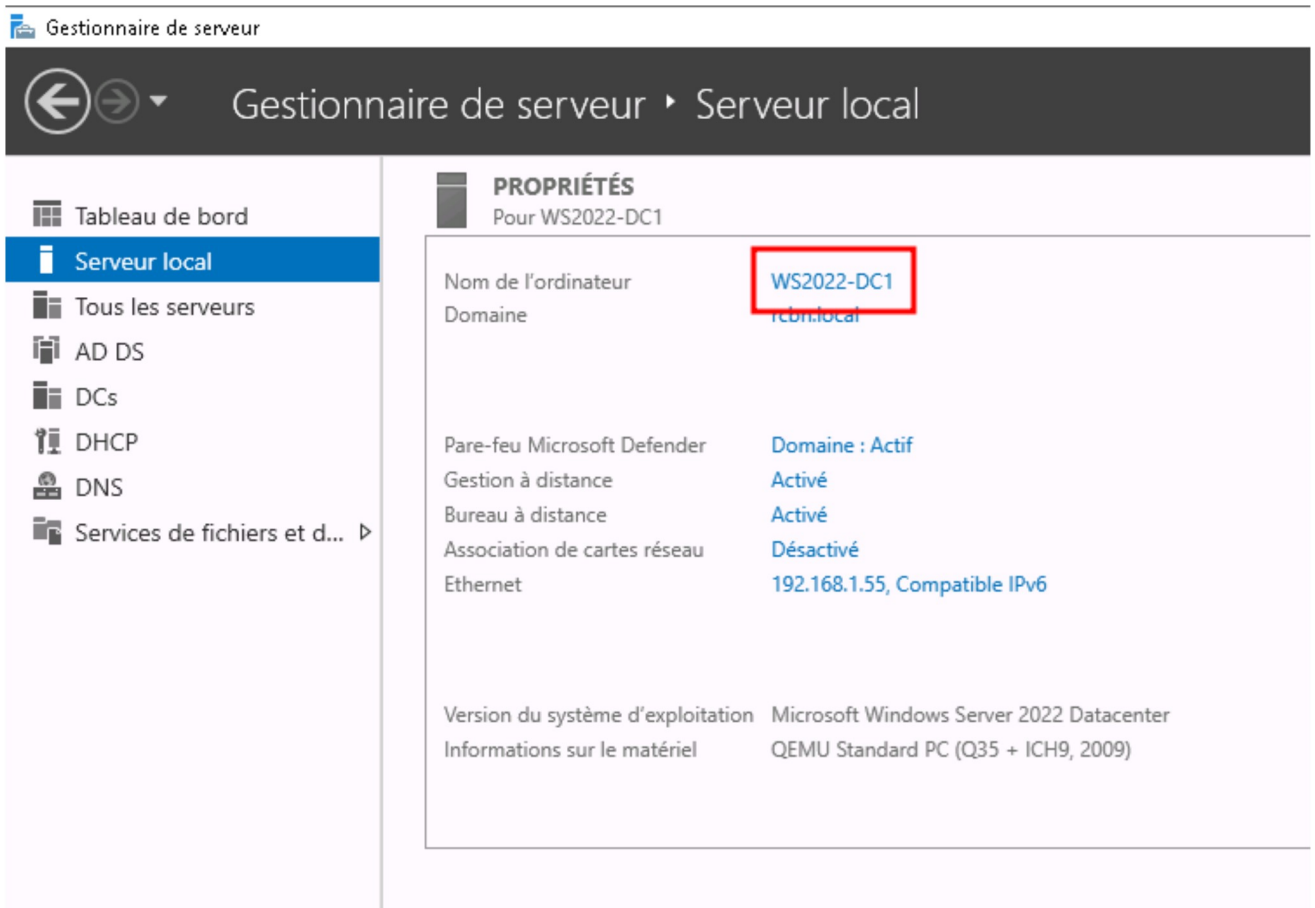 Gestionnaire de serveur
Gestionnaire de serveur ‣ Serveur local
Tableau de bord
Serveur local
Tous les serveurs
AD DS
DCs
DHCP
DNS
Services de fichiers et d...
PROPRIÉTÉS
Pour WS2022-DC1
Nom de l'ordinateur WS2022-DC1
Domaine rcbn.local
Pare-feu Microsoft Defender Domaine : Actif
Gestion à distance Activé
Bureau à distance Activé
Association de cartes réseau Désactivé
Ethernet 192.168.1.55, Compatible IPv6
Version du système d'exploitation Microsoft Windows Server 2022 Datacenter
Informations sur le matériel QEMU Standard PC (Q35 + ICH9, 2009)